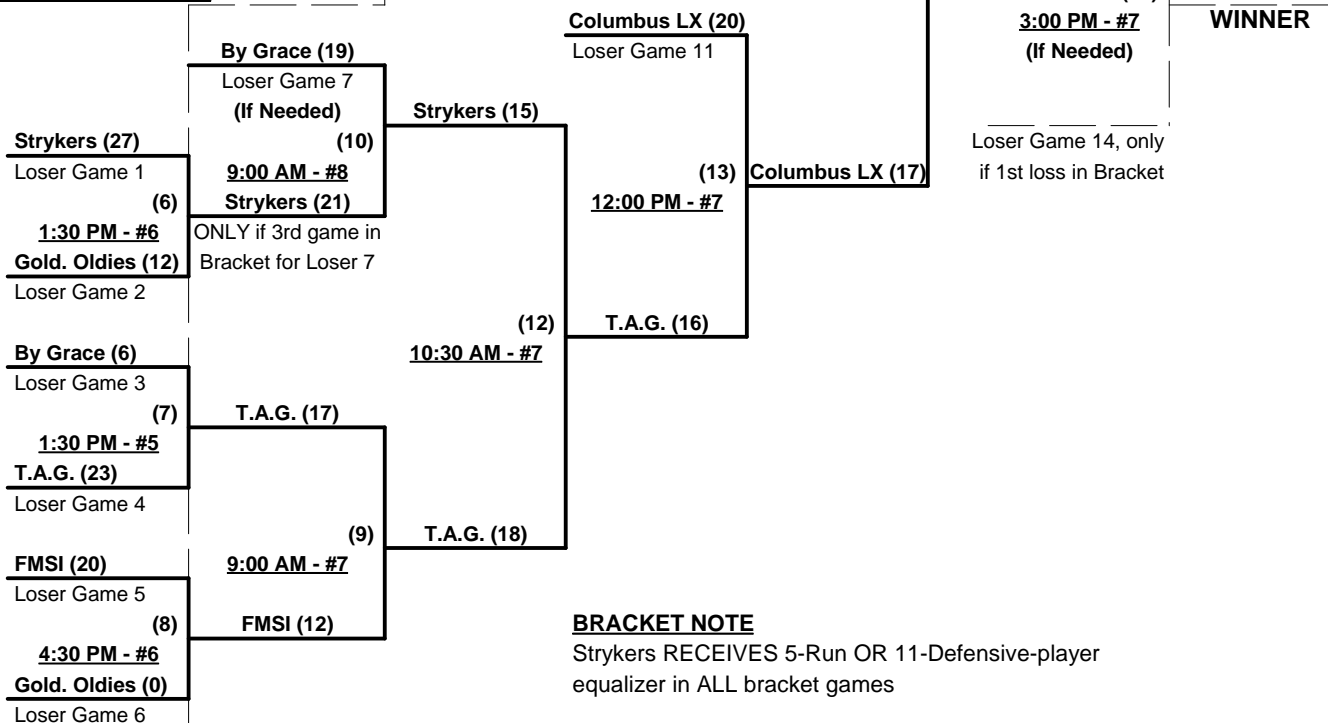 Columbus LX (20)
3:00 PM - #7
WINNER
By Grace (19)
Loser Game 11
(If Needed)
Loser Game 7
(If Needed)
Strykers (15)
Strykers (27)
(10)
Loser Game 14, only
Loser Game 1
9:00 AM - #8
(13)
Columbus LX (17)
if 1st loss in Bracket
(6)
Strykers (21)
12:00 PM - #7
1:30 PM - #6
ONLY if 3rd game in
Gold. Oldies (12)
Bracket for Loser 7
Loser Game 2
(12)
T.A.G. (16)
By Grace (6)
10:30 AM - #7
Loser Game 3
(7)
T.A.G. (17)
1:30 PM - #5
T.A.G. (23)
Loser Game 4
(9)
T.A.G. (18)
FMSI (20)
9:00 AM - #7
Loser Game 5
(8)
FMSI (12)
BRACKET NOTE
4:30 PM - #6
Strykers RECEIVES 5-Run OR 11-Defensive-player
Gold. Oldies (0)
equalizer in ALL bracket games
Loser Game 6